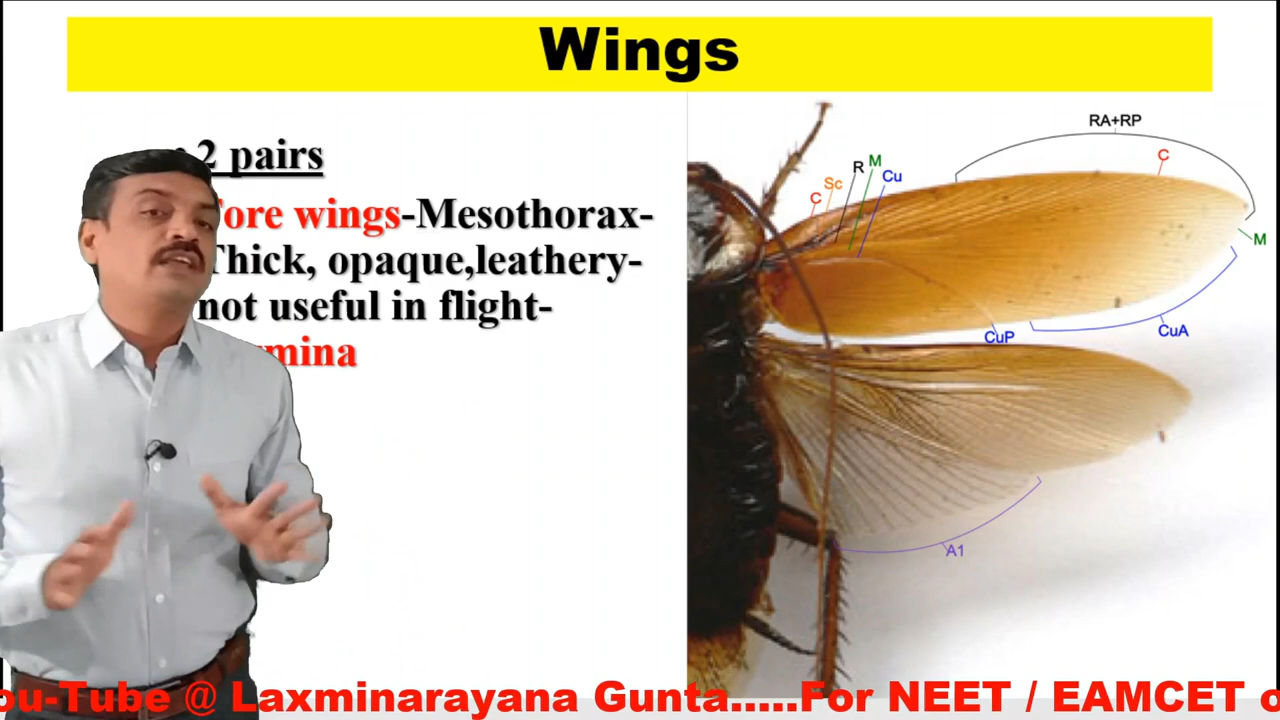 Wings
2 pairs
ore wings-Mesothorax-
Thick, opaque,leathery-
not useful in flight-
mina
RA+RP
C
R
M
Cu
Sc
C
M
CuP
CuA
A1
ou-Tube @ Laxminarayana Gunta.....For NEET / EAMCET